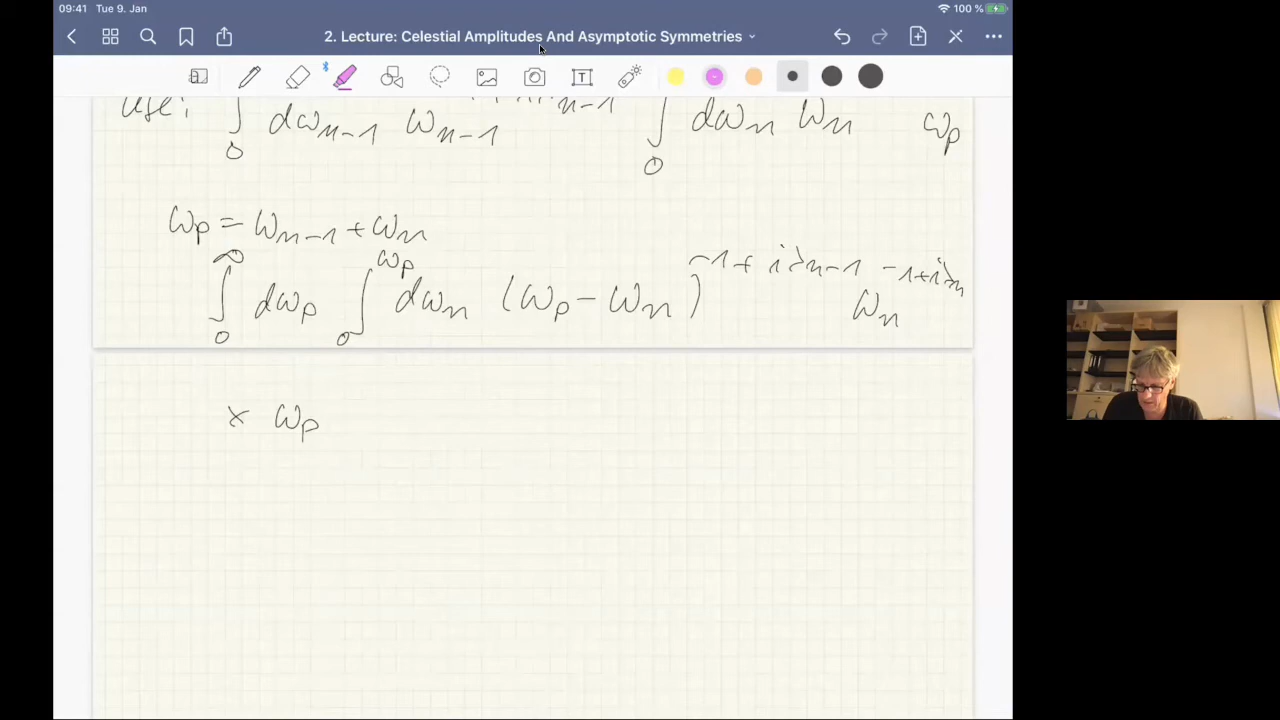 09:41 Tue 9. Jan 100 %
2. Lecture: Celestial Amplitudes And Asymptotic Symmetries
use: ∫₀ dω_{n-1} ω_{n-1} ∫₀ dω_n ω_n ω_p
ω_p = ω_{n-1} + ω_n
∫₀^∞ dω_p ∫₀^{ω_p} dω_n (ω_p - ω_n)^{-1+iλ_{n-1}} ω_n^{-1+iλ_n}
× ω_p